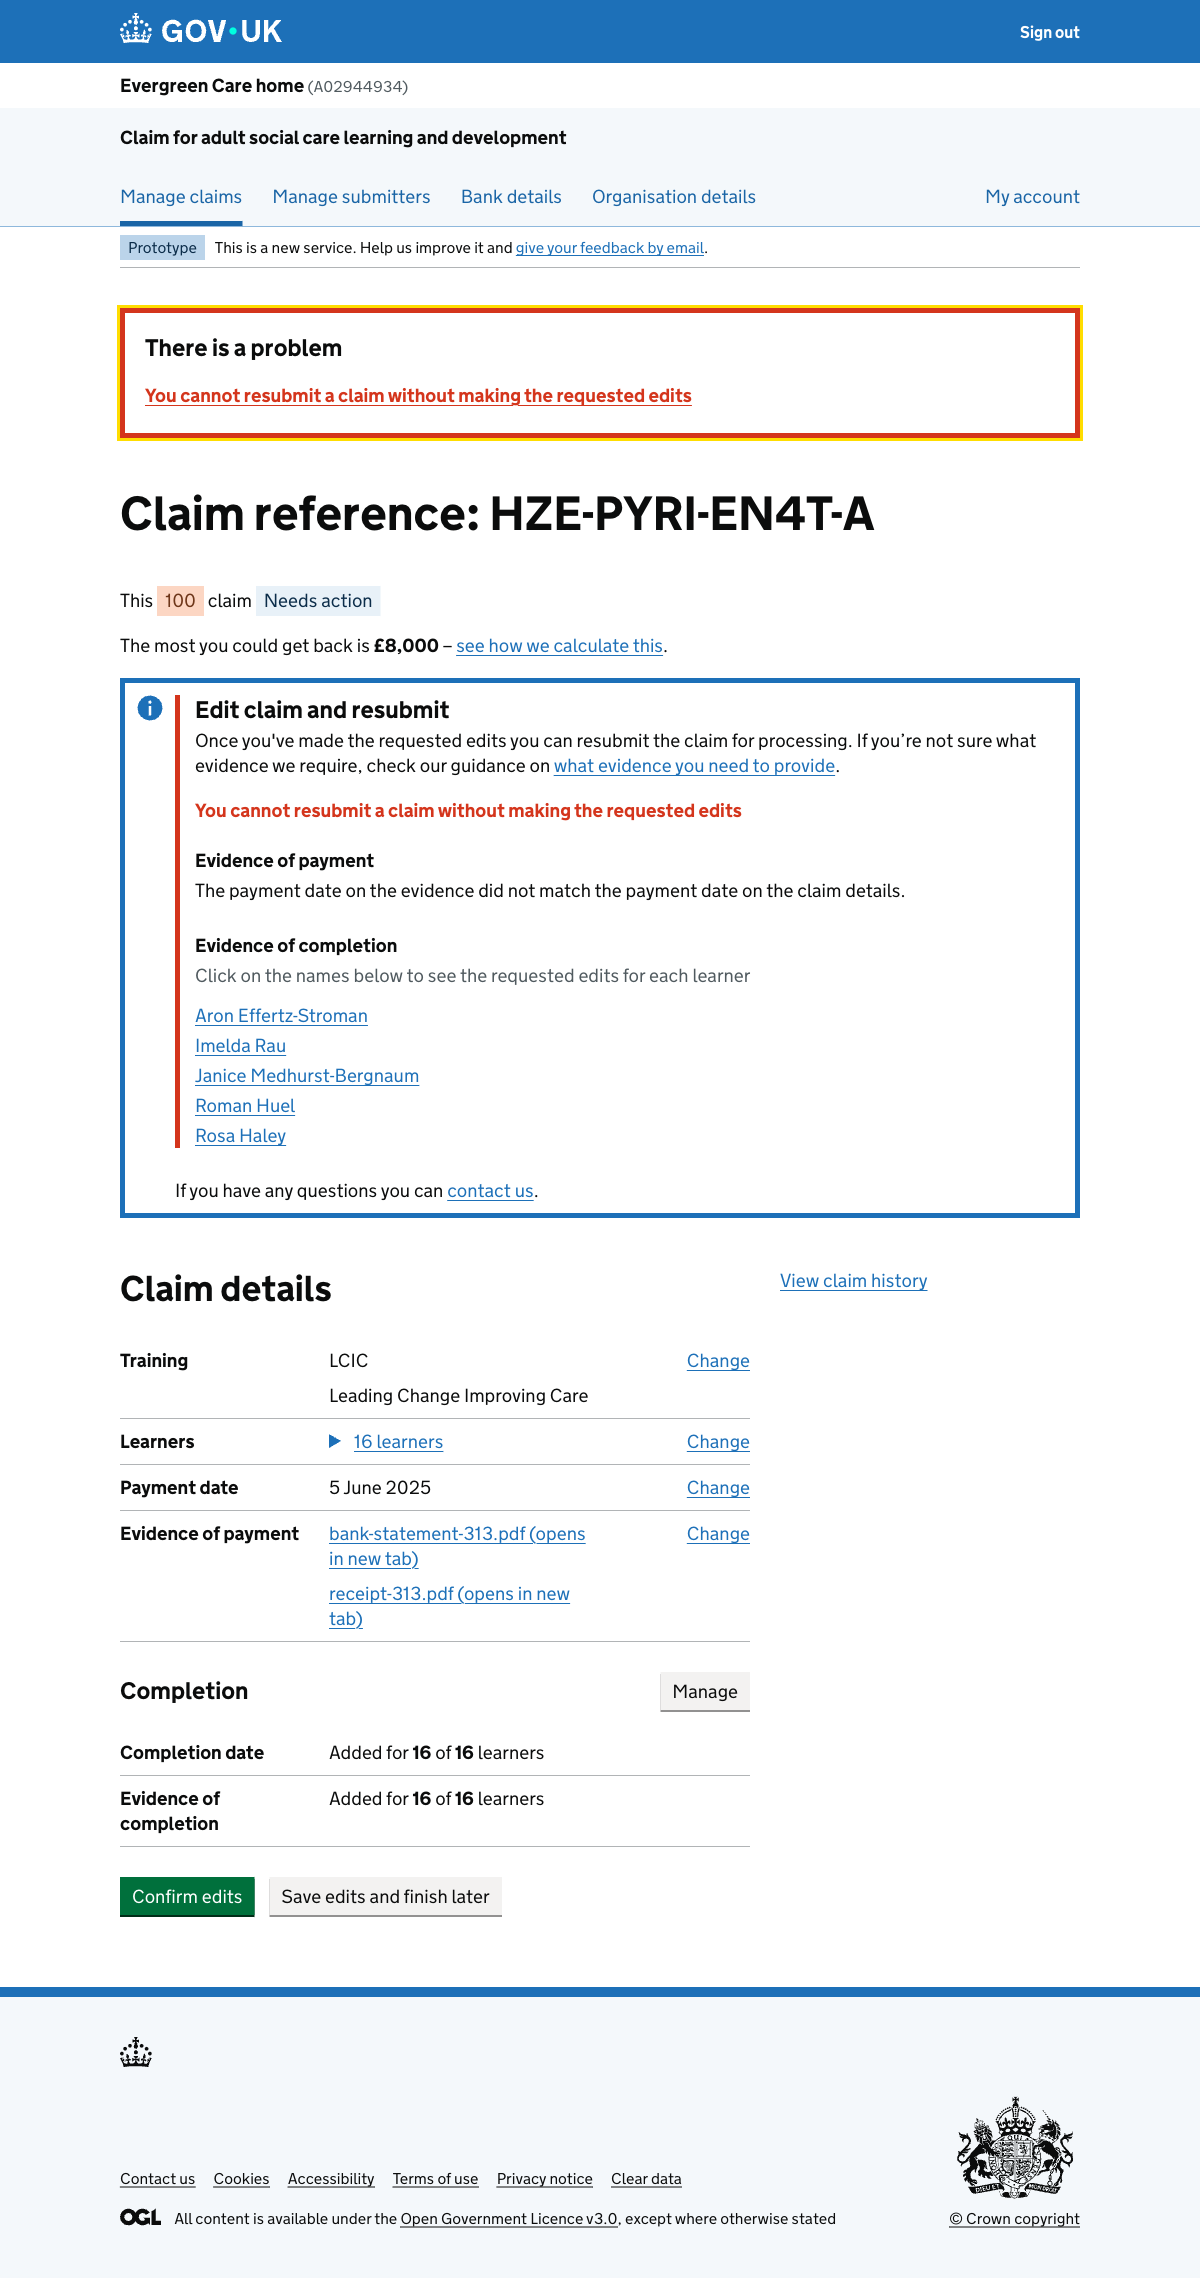 GOV·UK
Sign out
Evergreen Care home (A02944934)
Claim for adult social care learning and development
Manage claims
Manage submitters
Bank details
Organisation details
My account
Prototype
This is a new service. Help us improve it and give your feedback by email.
There is a problem
You cannot resubmit a claim without making the requested edits
Claim reference: HZE-PYRI-EN4T-A
This 100 claim Needs action
The most you could get back is £8,000 – see how we calculate this.
Edit claim and resubmit
Once you've made the requested edits you can resubmit the claim for processing. If you’re not sure what
evidence we require, check our guidance on what evidence you need to provide.
You cannot resubmit a claim without making the requested edits
Evidence of payment
The payment date on the evidence did not match the payment date on the claim details.
Evidence of completion
Click on the names below to see the requested edits for each learner
Aron Effertz-Stroman
Imelda Rau
Janice Medhurst-Bergnaum
Roman Huel
Rosa Haley
If you have any questions you can contact us.
Claim details
View claim history
Training
LCIC
Change
Leading Change Improving Care
Learners
16 learners
Change
Payment date
5 June 2025
Change
Evidence of payment
bank-statement-313.pdf (opens
in new tab)
Change
receipt-313.pdf (opens in new
tab)
Completion
Manage
Completion date
Added for 16 of 16 learners
Evidence of
completion
Added for 16 of 16 learners
Confirm edits
Save edits and finish later
Contact us
Cookies
Accessibility
Terms of use
Privacy notice
Clear data
OGL
All content is available under the Open Government Licence v3.0, except where otherwise stated
© Crown copyright